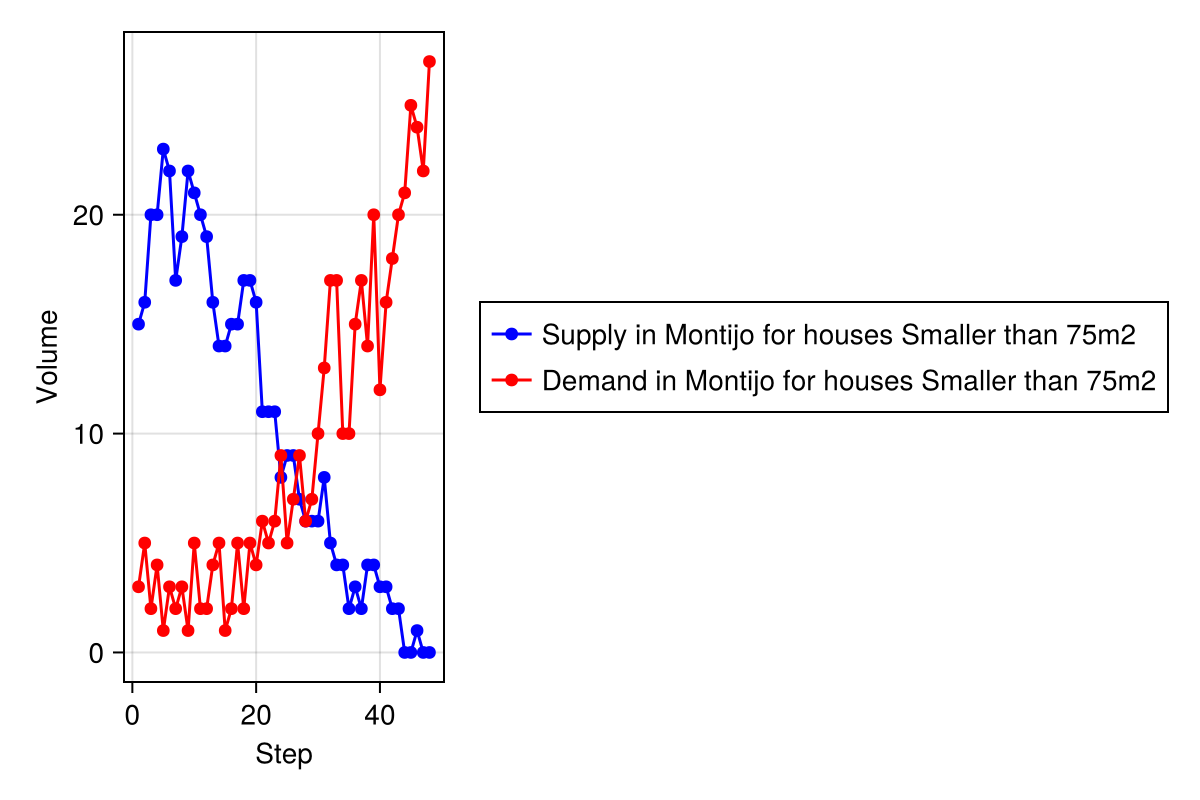 20
10
0
0 20 40
Volume
Step
Supply in Montijo for houses Smaller than 75m2
Demand in Montijo for houses Smaller than 75m2